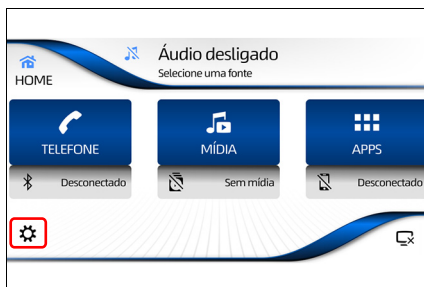 Áudio desligado
Selecione uma fonte
HOME
TELEFONE
MÍDIA
APPS
Desconectado
Sem mídia
Desconectado